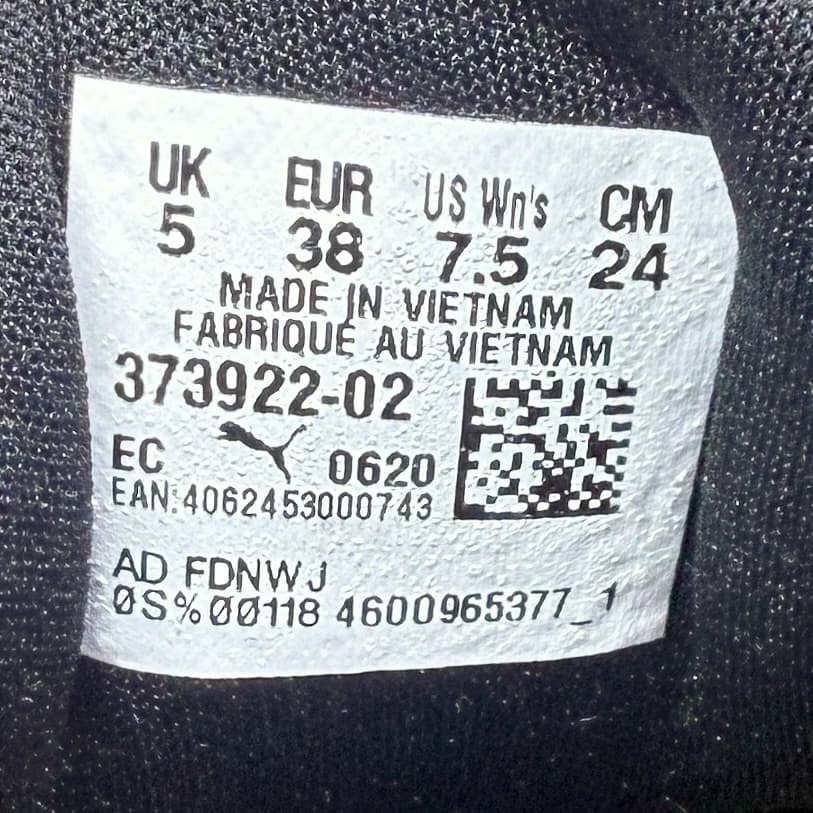 UK EUR US Wn's CM
5 38 7.5 24
MADE IN VIETNAM
FABRIQUE AU VIETNAM
373922-02
EC 0620
EAN:4062453000743
AD FDNWJ
0S%00118 4600965377_1